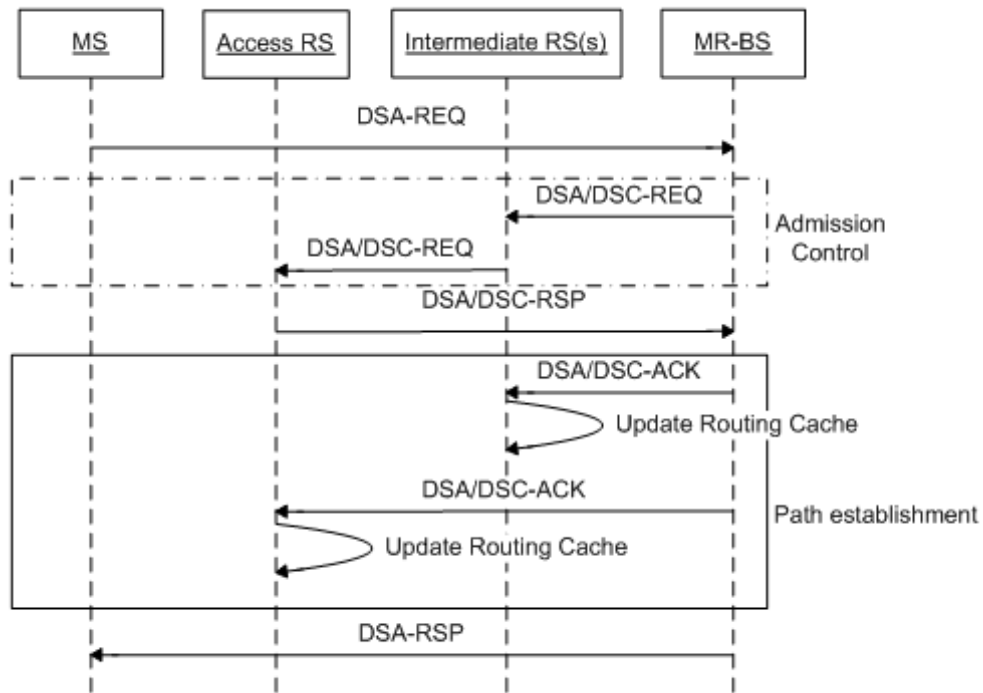 MS
Access RS
Intermediate RS(s)
MR-BS
DSA-REQ
DSA/DSC-REQ
Admission
Control
DSA/DSC-REQ
DSA/DSC-RSP
DSA/DSC-ACK
Update Routing Cache
DSA/DSC-ACK
Path establishment
Update Routing Cache
DSA-RSP